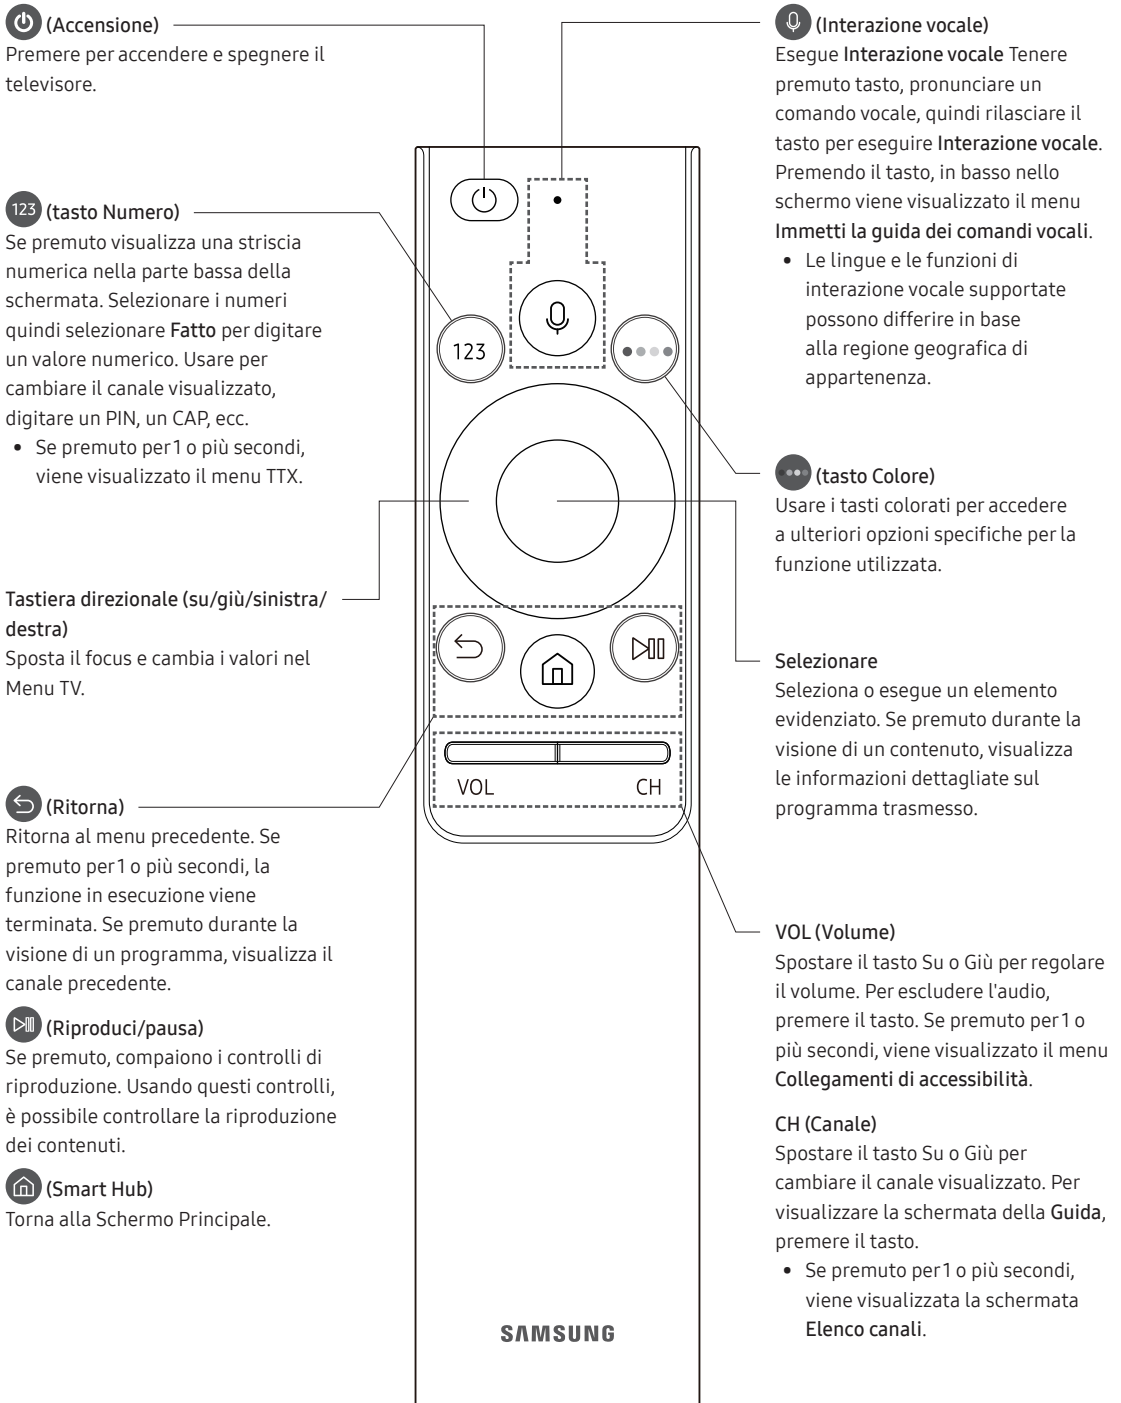 (Accensione)
Premere per accendere e spegnere il
televisore.
123 (tasto Numero)
Se premuto visualizza una striscia
numerica nella parte bassa della
schermata. Selezionare i numeri
quindi selezionare Fatto per digitare
un valore numerico. Usare per
cambiare il canale visualizzato,
digitare un PIN, un CAP, ecc.
• Se premuto per 1 o più secondi,
viene visualizzato il menu TTX.
Tastiera direzionale (su/giù/sinistra/
destra)
Sposta il focus e cambia i valori nel
Menu TV.
(Ritorna)
Ritorna al menu precedente. Se
premuto per 1 o più secondi, la
funzione in esecuzione viene
terminata. Se premuto durante la
visione di un programma, visualizza il
canale precedente.
(Riproduci/pausa)
Se premuto, compaiono i controlli di
riproduzione. Usando questi controlli,
è possibile controllare la riproduzione
dei contenuti.
(Smart Hub)
Torna alla Schermo Principale.
123
VOL CH
SAMSUNG
(Interazione vocale)
Esegue Interazione vocale Tenere
premuto tasto, pronunciare un
comando vocale, quindi rilasciare il
tasto per eseguire Interazione vocale.
Premendo il tasto, in basso nello
schermo viene visualizzato il menu
Immetti la guida dei comandi vocali.
• Le lingue e le funzioni di
interazione vocale supportate
possono differire in base
alla regione geografica di
appartenenza.
(tasto Colore)
Usare i tasti colorati per accedere
a ulteriori opzioni specifiche per la
funzione utilizzata.
Selezionare
Seleziona o esegue un elemento
evidenziato. Se premuto durante la
visione di un contenuto, visualizza
le informazioni dettagliate sul
programma trasmesso.
VOL (Volume)
Spostare il tasto Su o Giù per regolare
il volume. Per escludere l'audio,
premere il tasto. Se premuto per 1 o
più secondi, viene visualizzato il menu
Collegamenti di accessibilità.
CH (Canale)
Spostare il tasto Su o Giù per
cambiare il canale visualizzato. Per
visualizzare la schermata della Guida,
premere il tasto.
• Se premuto per 1 o più secondi,
viene visualizzata la schermata
Elenco canali.